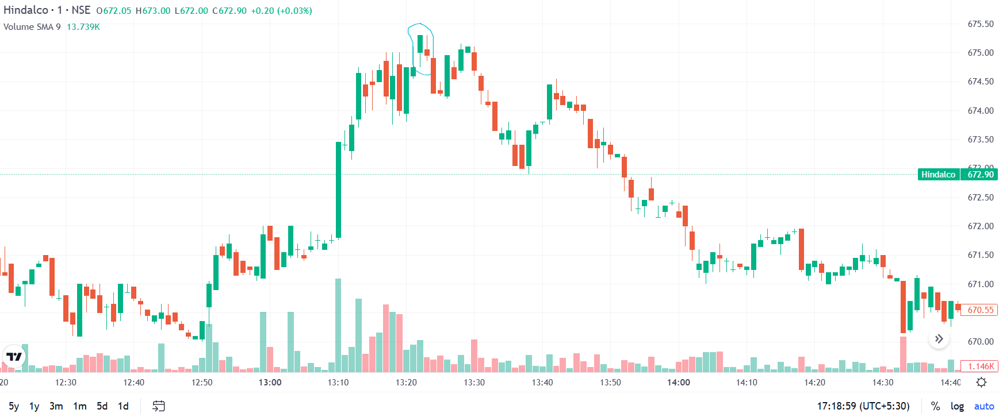 Hindalco · 1 · NSE O672.05 H673.00 L672.00 C672.90 +0.20 (+0.03%)
Volume SMA 9 13.739K
675.50
675.00
674.50
674.00
673.50
673.00
Hindalco 672.90
672.50
672.00
671.50
671.00
670.55
670.00
1.146K
20 12:30 12:40 12:50 13:00 13:10 13:20 13:30 13:40 13:50 14:00 14:10 14:20 14:30 14:40
5y 1y 3m 1m 5d 1d 17:18:59 (UTC+5:30) % log auto